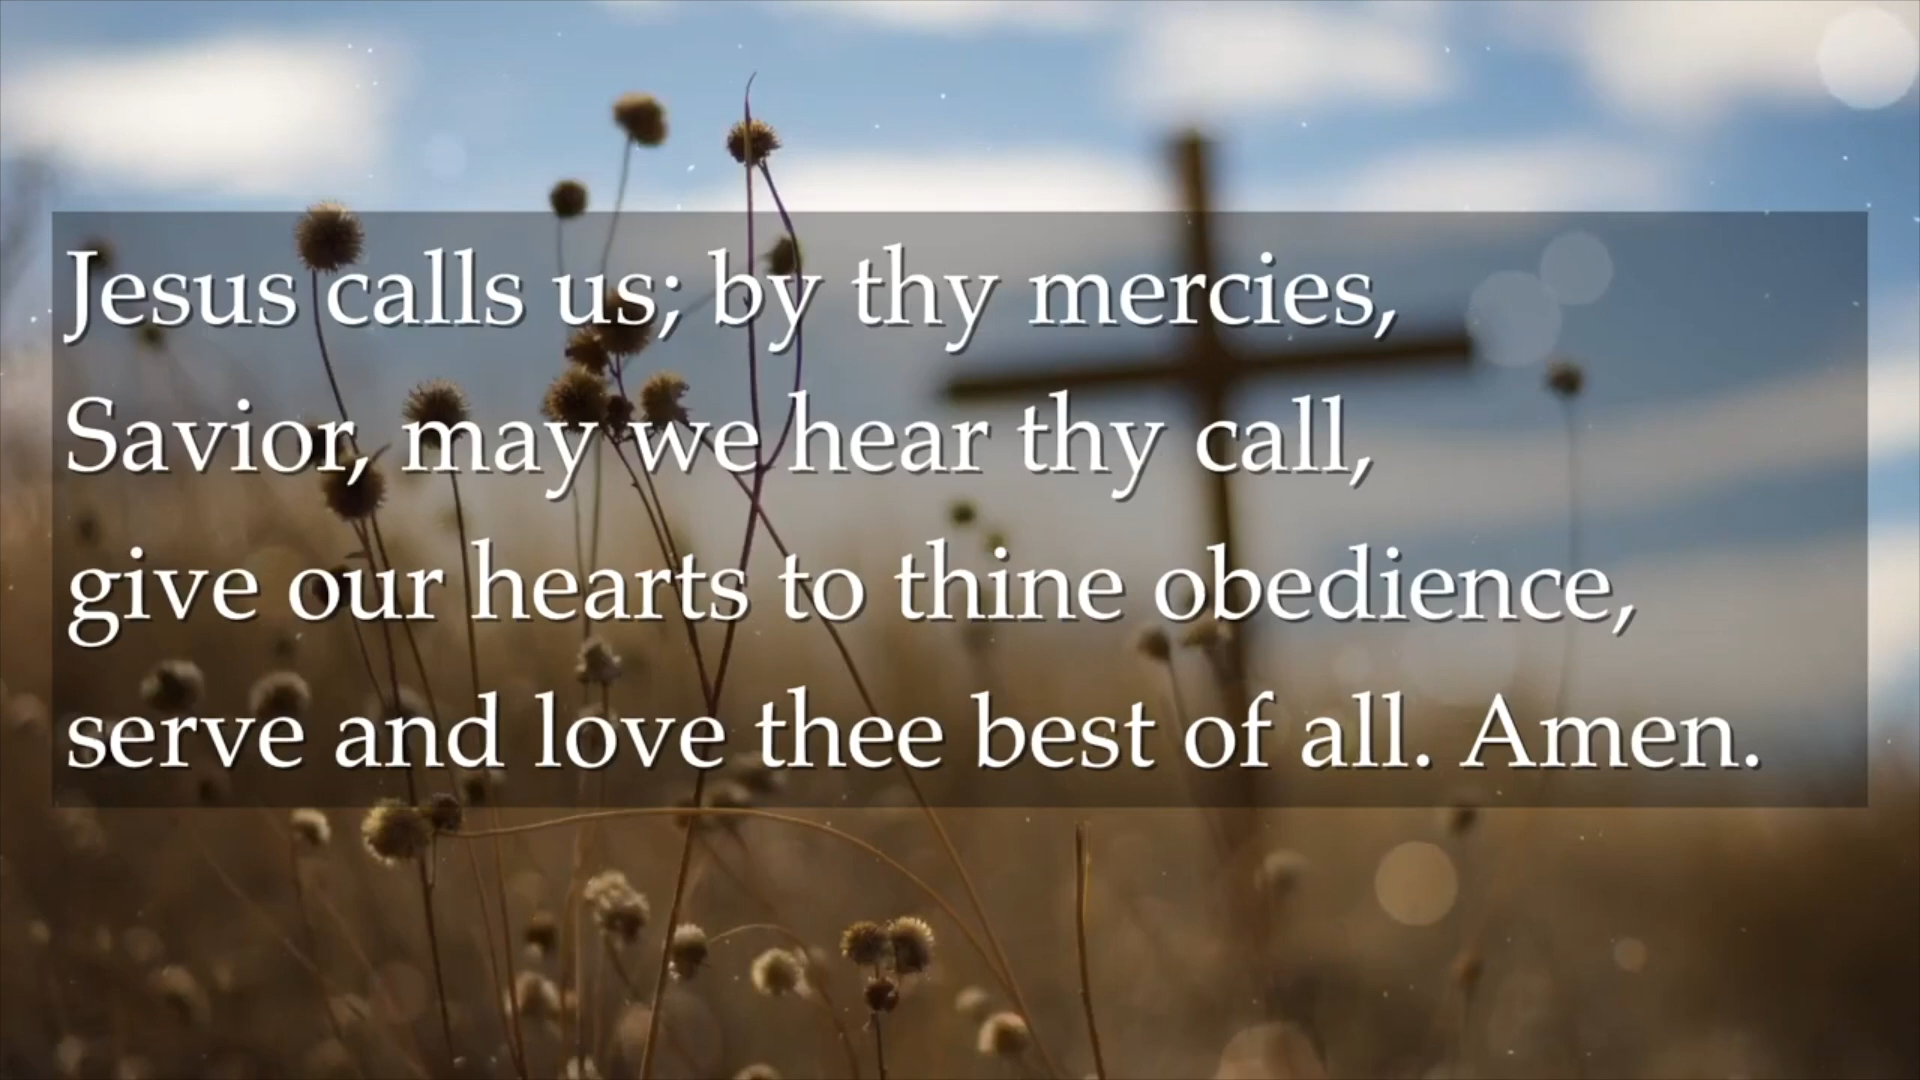 Jesus calls us; by thy mercies,
Savior, may we hear thy call,
give our hearts to thine obedience,
serve and love thee best of all. Amen.